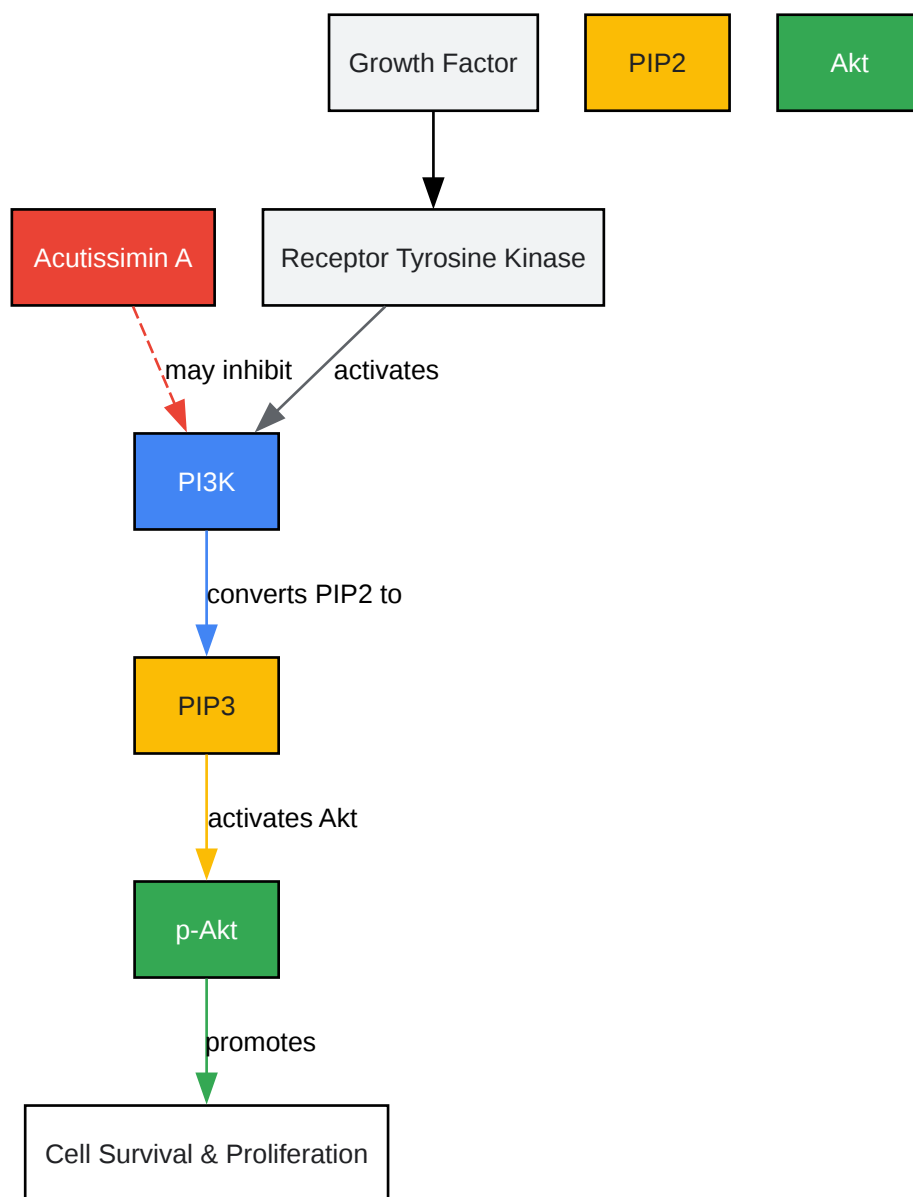 Growth Factor
PIP2
Akt
Acutissimin A
Receptor Tyrosine Kinase
may inhibit
activates
PI3K
converts PIP2 to
PIP3
activates Akt
p-Akt
promotes
Cell Survival & Proliferation